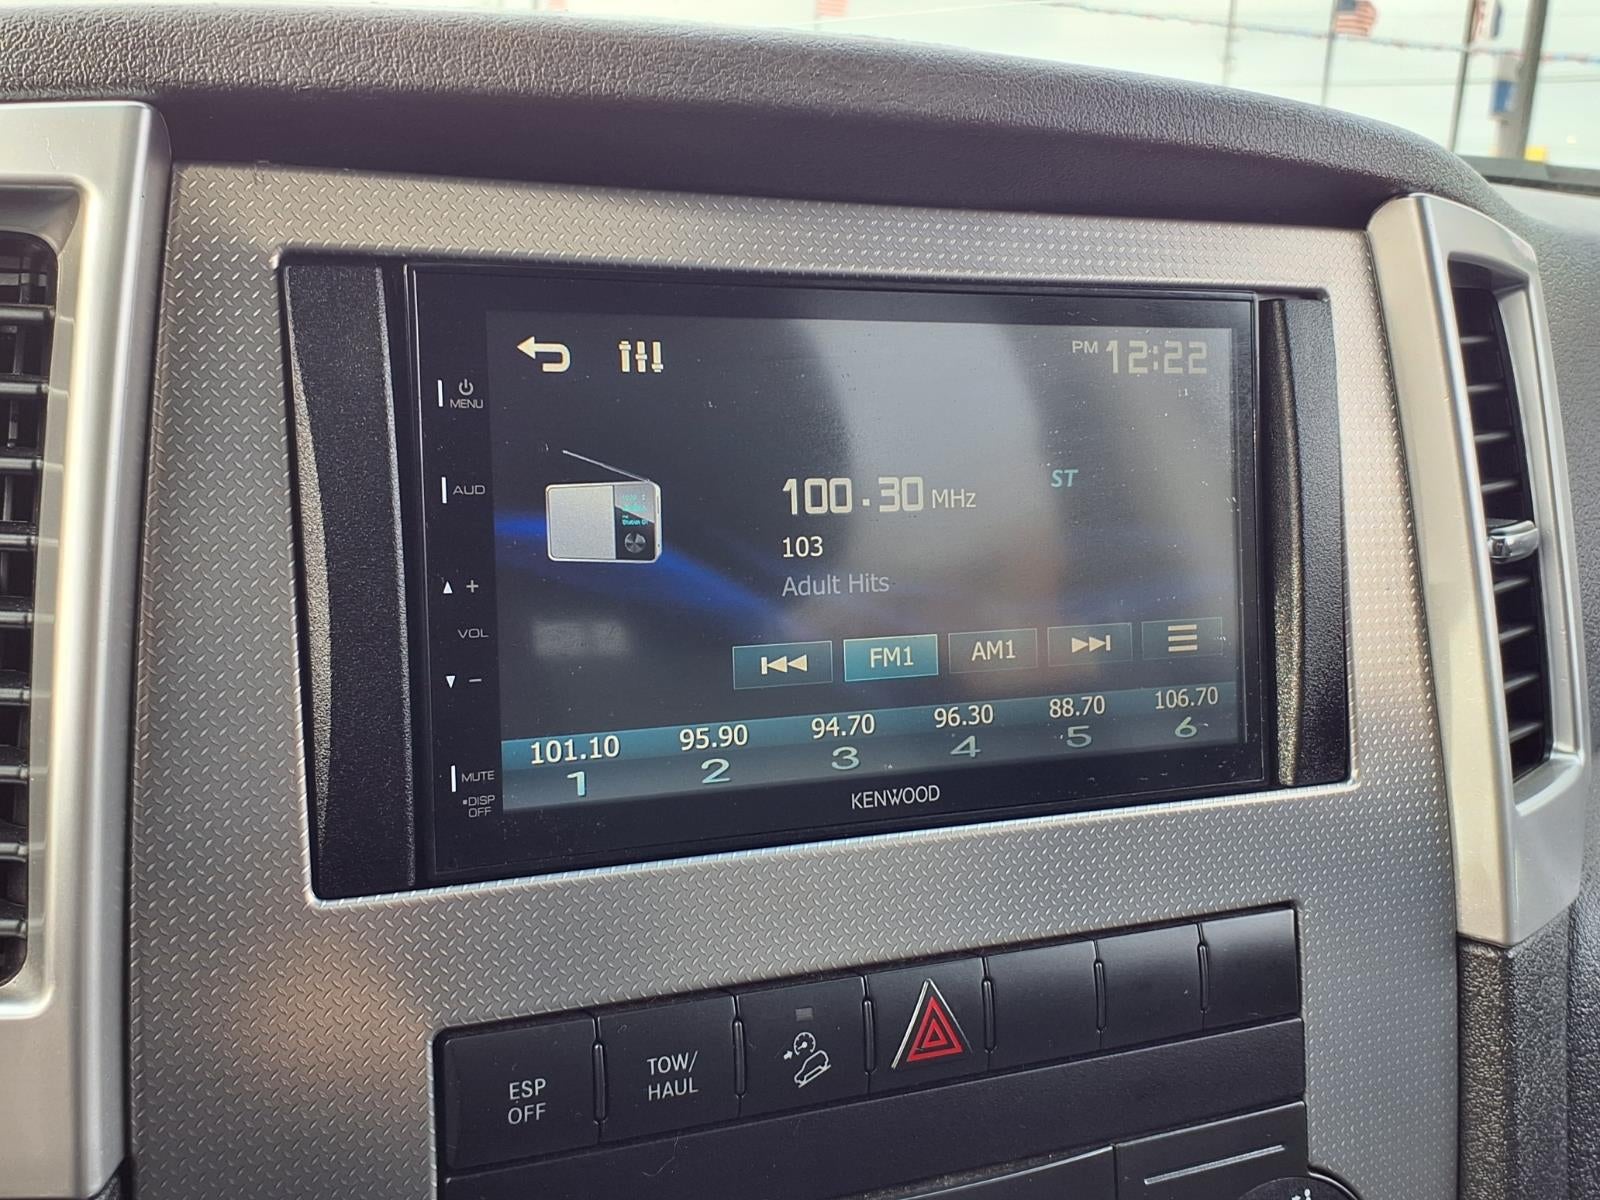 PM 12:22
MENU
AUD
100.30 MHz
ST
103
Adult Hits
+
VOL
−
FM1
AM1
101.10
95.90
94.70
96.30
88.70
106.70
1
2
3
4
5
6
MUTE
•DISP
OFF
KENWOOD
ESP
OFF
TOW/
HAUL